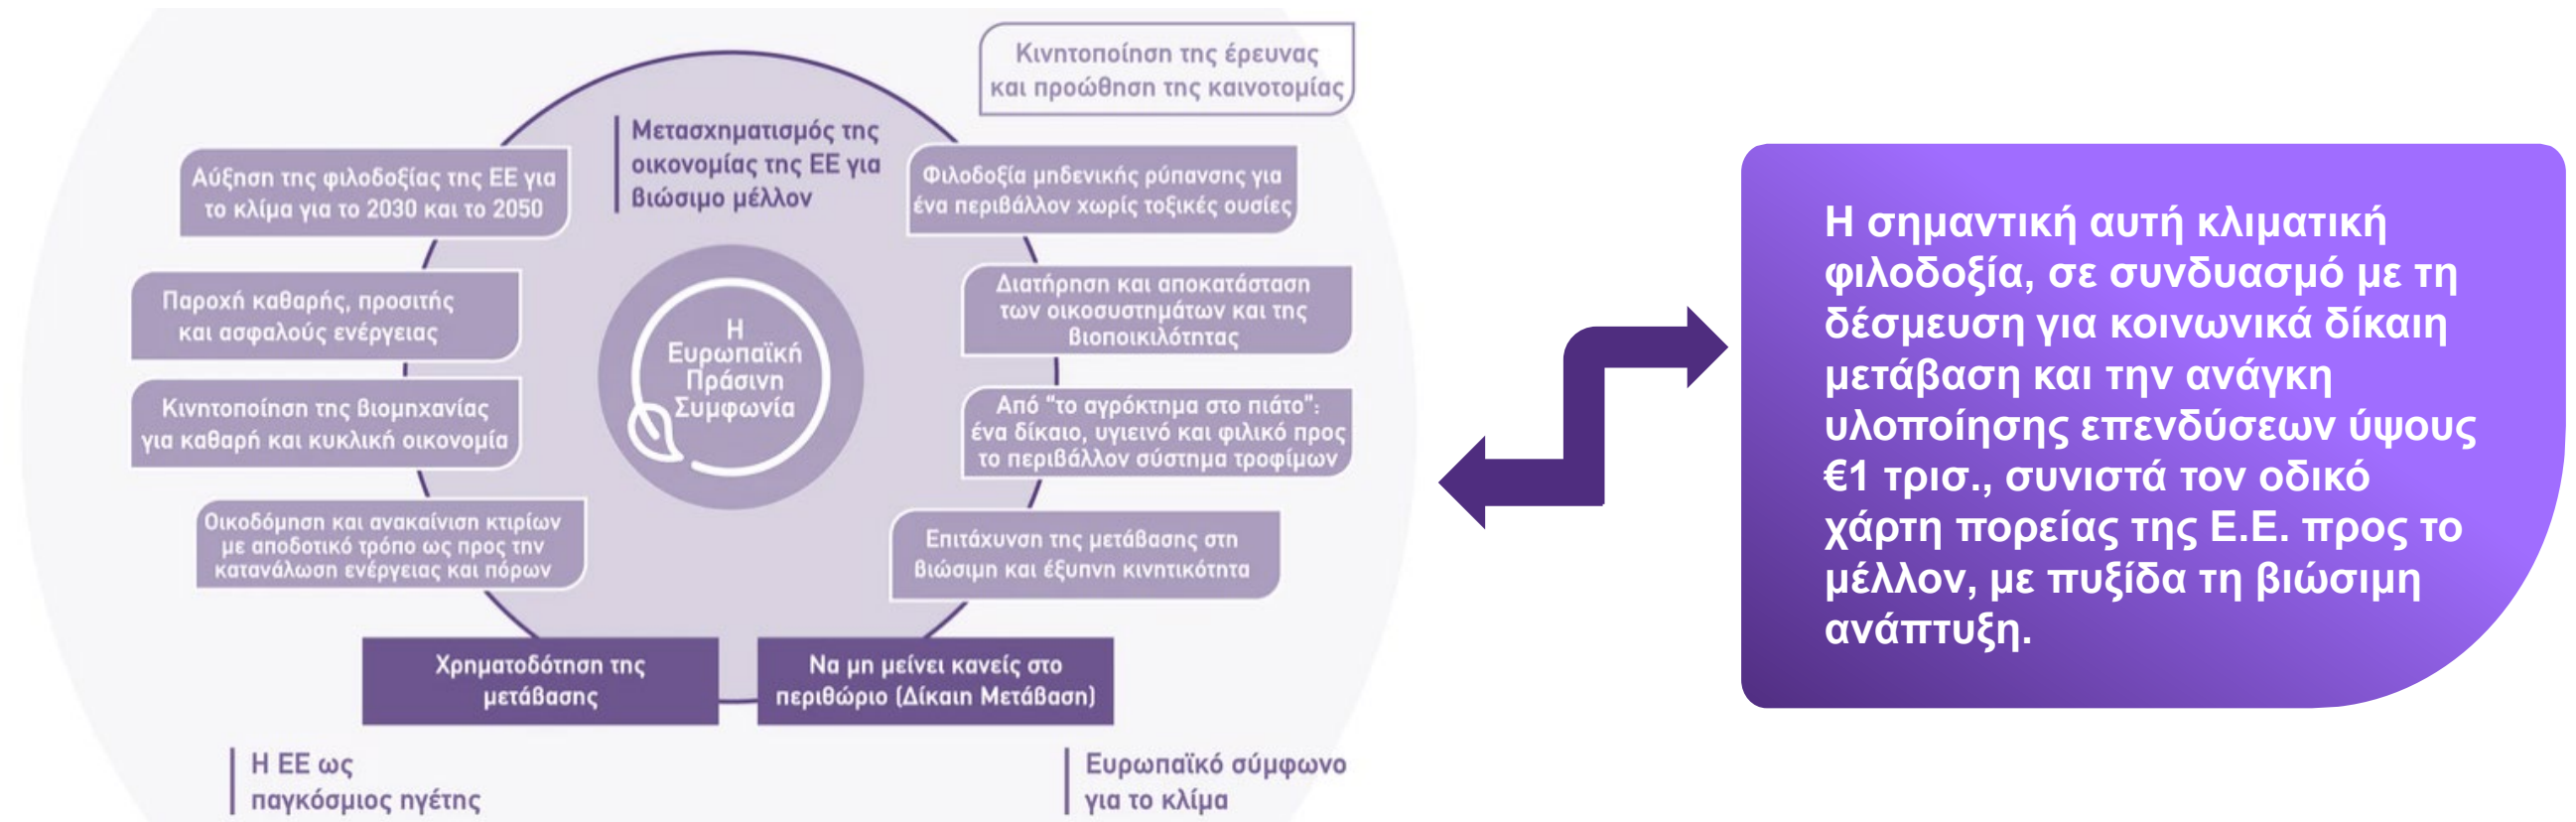 Κινητοποίηση της έρευνας
και προώθηση της καινοτομίας
Μετασχηματισμός της
οικονομίας της ΕΕ για
βιώσιμο μέλλον
Αύξηση της φιλοδοξίας της ΕΕ για
το κλίμα για το 2030 και το 2050
Παροχή καθαρής, προσιτής
και ασφαλούς ενέργειας
Κινητοποίηση της βιομηχανίας
για καθαρή και κυκλική οικονομία
Οικοδόμηση και ανακαίνιση κτιρίων
με αποδοτικό τρόπο ως προς την
κατανάλωση ενέργειας και πόρων
Η
Ευρωπαϊκή
Πράσινη
Συμφωνία
Φιλοδοξία μηδενικής ρύπανσης για
ένα περιβάλλον χωρίς τοξικές ουσίες
Διατήρηση και αποκατάσταση
των οικοσυστημάτων και της
βιοποικιλότητας
Από "το αγρόκτημα στο πιάτο":
ένα δίκαιο, υγιεινό και φιλικό προς
το περιβάλλον σύστημα τροφίμων
Επιτάχυνση της μετάβασης στη
βιώσιμη και έξυπνη κινητικότητα
Χρηματοδότηση της
μετάβασης
Να μη μείνει κανείς στο
περιθώριο (Δίκαιη Μετάβαση)
Η ΕΕ ως
παγκόσμιος ηγέτης
Ευρωπαϊκό σύμφωνο
για το κλίμα
Η σημαντική αυτή κλιματική
φιλοδοξία, σε συνδυασμό με τη
δέσμευση για κοινωνικά δίκαιη
μετάβαση και την ανάγκη
υλοποίησης επενδύσεων ύψους
€1 τρισ., συνιστά τον οδικό
χάρτη πορείας της Ε.Ε. προς το
μέλλον, με πυξίδα τη βιώσιμη
ανάπτυξη.